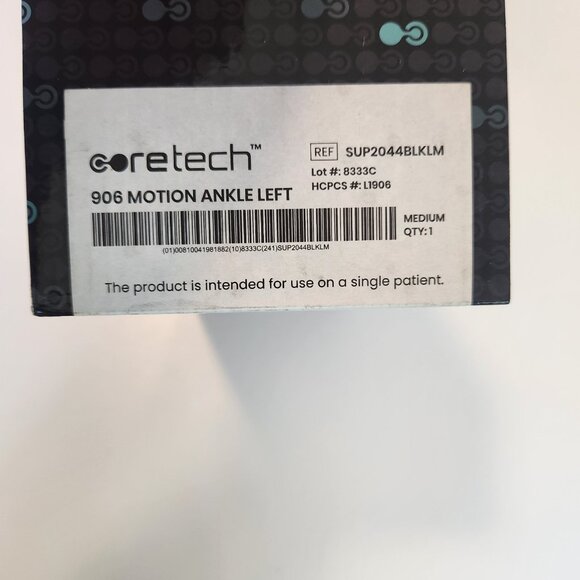 coretech™
REF SUP2044BLKLM
Lot #: 8333C
HCPCS #: L1906
906 MOTION ANKLE LEFT
MEDIUM
QTY: 1
(01)00810041981882(10)8333C(241)SUP2044BLKLM
The product is intended for use on a single patient.